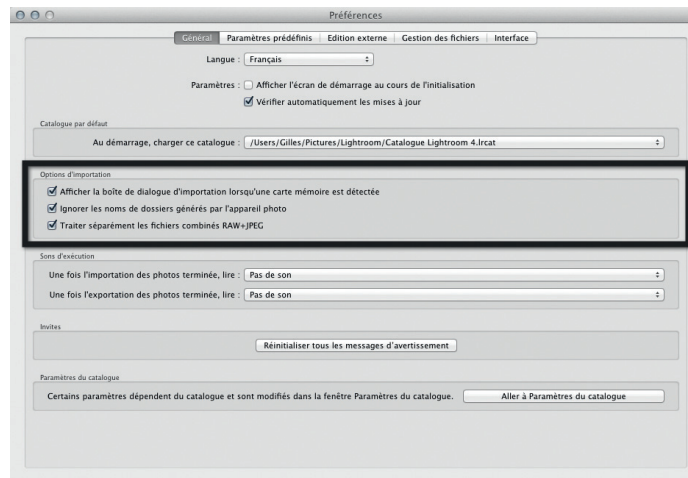 Préférences
Général Paramètres prédéfinis Edition externe Gestion des fichiers Interface
Langue : Français
Paramètres : Afficher l'écran de démarrage au cours de l'initialisation
Vérifier automatiquement les mises à jour
Catalogue par défaut
Au démarrage, charger ce catalogue : /Users/Gilles/Pictures/Lightroom/Catalogue Lightroom 4.lrcat
Options d'importation
Afficher la boîte de dialogue d'importation lorsqu'une carte mémoire est détectée
Ignorer les noms de dossiers générés par l'appareil photo
Traiter séparément les fichiers combinés RAW+JPEG
Sons d'exécution
Une fois l'importation des photos terminée, lire : Pas de son
Une fois l'exportation des photos terminée, lire : Pas de son
Invites
Réinitialiser tous les messages d'avertissement
Paramètres du catalogue
Certains paramètres dépendent du catalogue et sont modifiés dans la fenêtre Paramètres du catalogue. Aller à Paramètres du catalogue